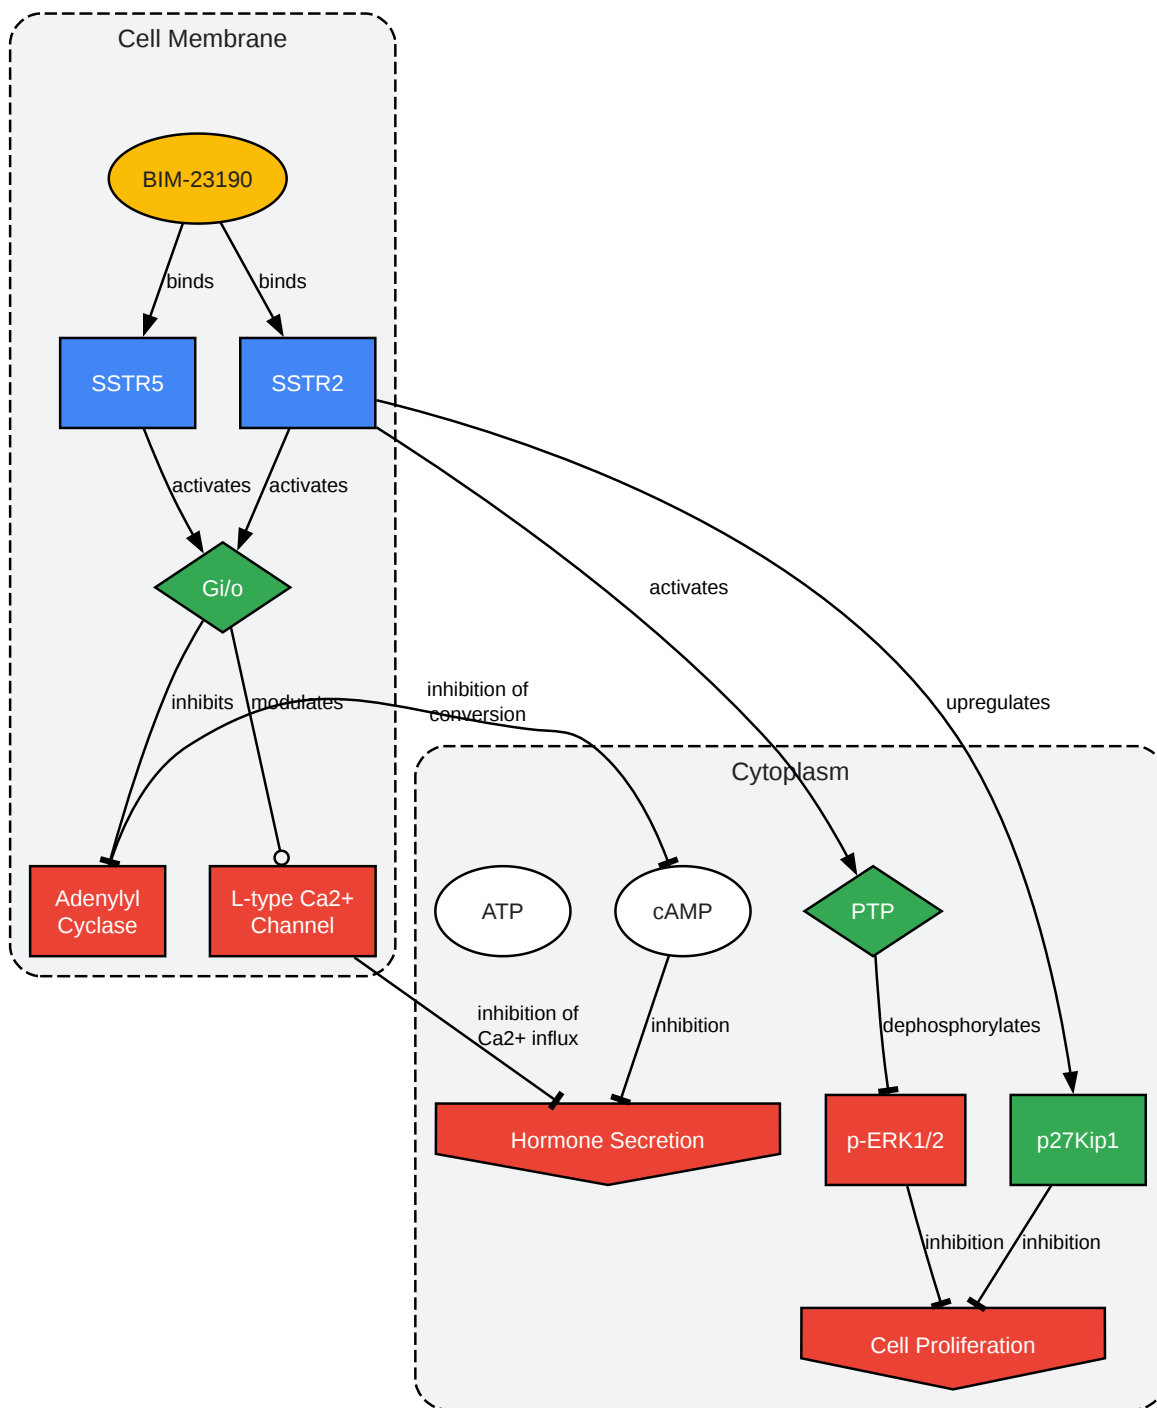 Cell Membrane
BIM-23190
binds
binds
SSTR5
SSTR2
activates
activates
Gi/o
activates
inhibits
modulates
inhibition of
conversion
upregulates
Cytoplasm
Adenylyl
Cyclase
L-type Ca2+
Channel
ATP
cAMP
PTP
inhibition of
Ca2+ influx
inhibition
dephosphorylates
Hormone Secretion
p-ERK1/2
p27Kip1
inhibition
inhibition
Cell Proliferation